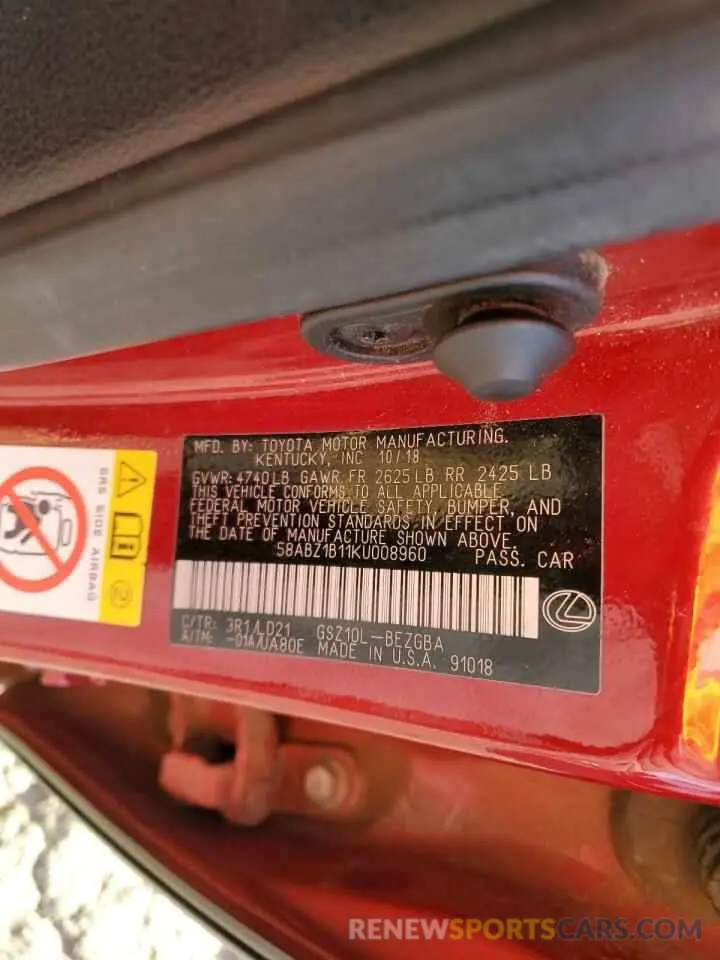 MFD. BY: TOYOTA MOTOR MANUFACTURING.
KENTUCKY, INC 10/18
GVWR: 4740LB GAWR FR 2625LB RR 2425 LB
THIS VEHICLE CONFORMS TO ALL APPLICABLE
FEDERAL MOTOR VEHICLE SAFETY, BUMPER, AND
THEFT PREVENTION STANDARDS IN EFFECT ON
THE DATE OF MANUFACTURE SHOWN ABOVE.
58ABZ1B11KU008960 PASS. CAR
C/TR: 3R1/LD21 GSZ10L-BEZGBA
A/TM: -01A/UA80E MADE IN U.S.A. 91018
SRS SIDE AIRBAG
2
RENEWSPORTSCARS.COM